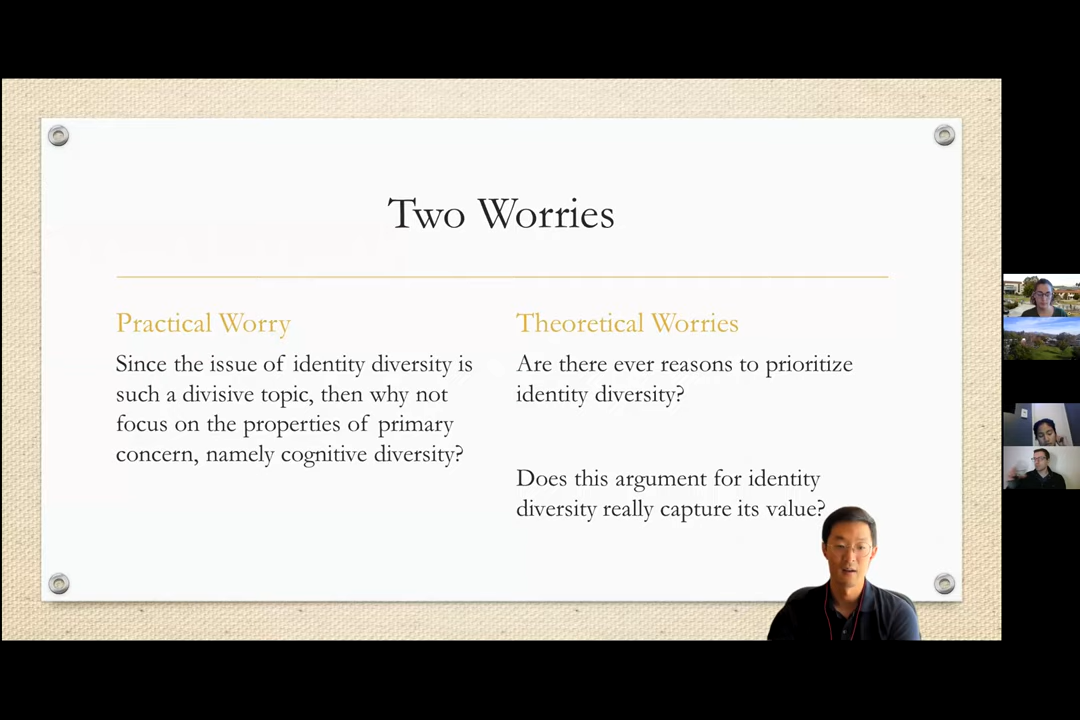 Two Worries
Practical Worry
Since the issue of identity diversity is
such a divisive topic, then why not
focus on the properties of primary
concern, namely cognitive diversity?
Theoretical Worries
Are there ever reasons to prioritize
identity diversity?
Does this argument for identity
diversity really capture its value?